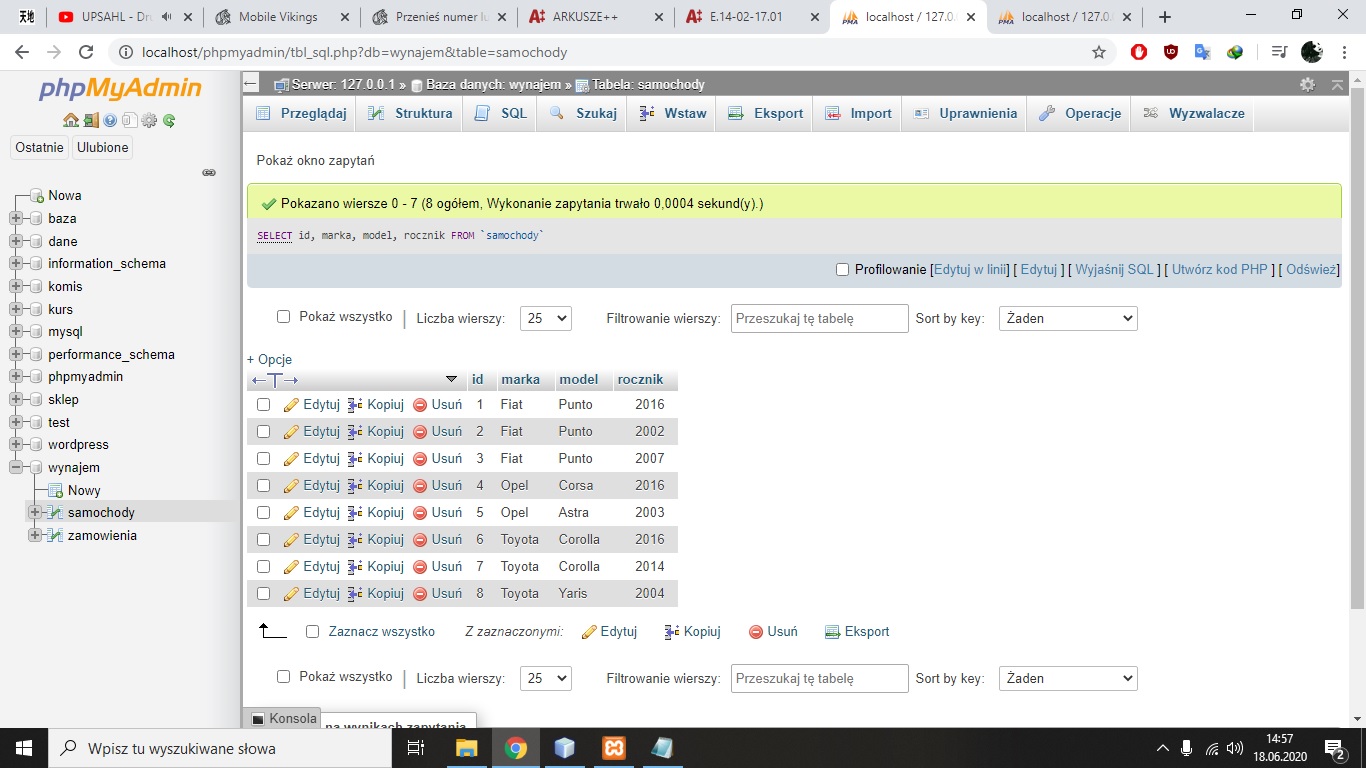 天地 UPSAHL - Dru
Mobile Vikings
Przenieś numer lu
A+ ARKUSZE++
A+ E.14-02-17.01
PMA localhost / 127.0.
PMA localhost / 127.0.
localhost/phpmyadmin/tbl_sql.php?db=wynajem&table=samochody
phpMyAdmin
Ostatnie Ulubione
Nowa
baza
dane
information_schema
komis
kurs
mysql
performance_schema
phpmyadmin
sklep
test
wordpress
wynajem
Nowy
samochody
zamowienia
Serwer: 127.0.0.1 » Baza danych: wynajem » Tabela: samochody
Przeglądaj Struktura SQL Szukaj Wstaw Eksport Import Uprawnienia Operacje Wyzwalacze
Pokaż okno zapytań
Pokazano wiersze 0 - 7 (8 ogółem, Wykonanie zapytania trwało 0,0004 sekund(y).)
SELECT id, marka, model, rocznik FROM `samochody`
Profilowanie [Edytuj w linii] [ Edytuj ] [ Wyjaśnij SQL ] [ Utwórz kod PHP ] [ Odśwież]
Pokaż wszystko | Liczba wierszy: 25 Filtrowanie wierszy: Przeszukaj tę tabelę Sort by key: Żaden
+ Opcje
←T→ id marka model rocznik
Edytuj Kopiuj Usuń 1 Fiat Punto 2016
Edytuj Kopiuj Usuń 2 Fiat Punto 2002
Edytuj Kopiuj Usuń 3 Fiat Punto 2007
Edytuj Kopiuj Usuń 4 Opel Corsa 2016
Edytuj Kopiuj Usuń 5 Opel Astra 2003
Edytuj Kopiuj Usuń 6 Toyota Corolla 2016
Edytuj Kopiuj Usuń 7 Toyota Corolla 2014
Edytuj Kopiuj Usuń 8 Toyota Yaris 2004
Zaznacz wszystko Z zaznaczonymi: Edytuj Kopiuj Usuń Eksport
Pokaż wszystko | Liczba wierszy: 25 Filtrowanie wierszy: Przeszukaj tę tabelę Sort by key: Żaden
Konsola na wynikach zapytania
Wpisz tu wyszukiwane słowa
14:57
18.06.2020
2